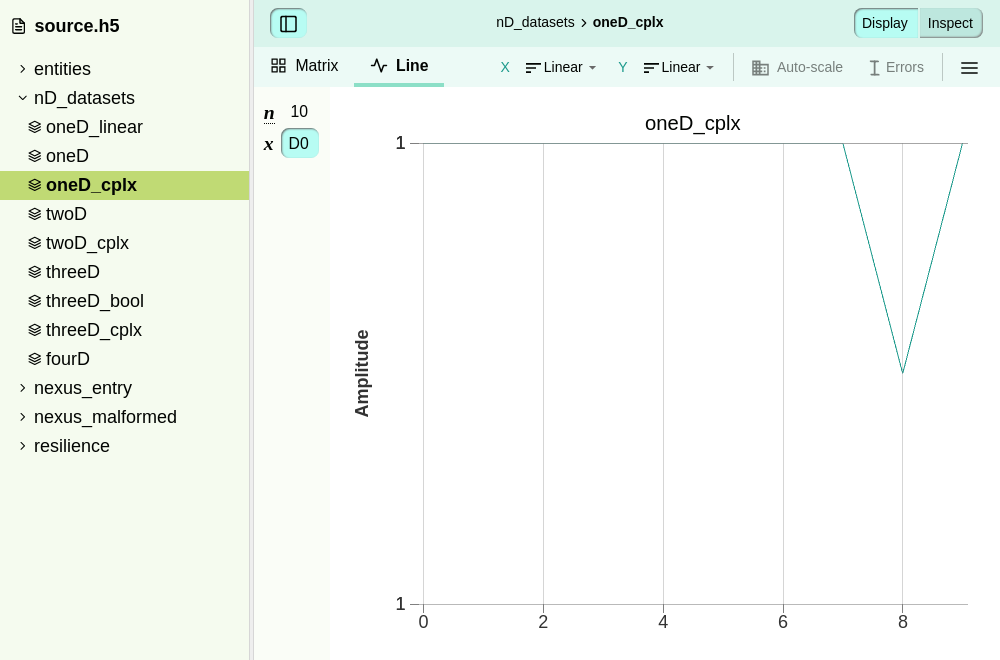 source.h5
entities
nD_datasets
oneD_linear
oneD
oneD_cplx
twoD
twoD_cplx
threeD
threeD_bool
threeD_cplx
fourD
nexus_entry
nexus_malformed
resilience
nD_datasets › oneD_cplx
Display Inspect
Matrix Line X Linear Y Linear Auto-scale Errors
n 10
x D0
oneD_cplx
1
Amplitude
1
0 2 4 6 8